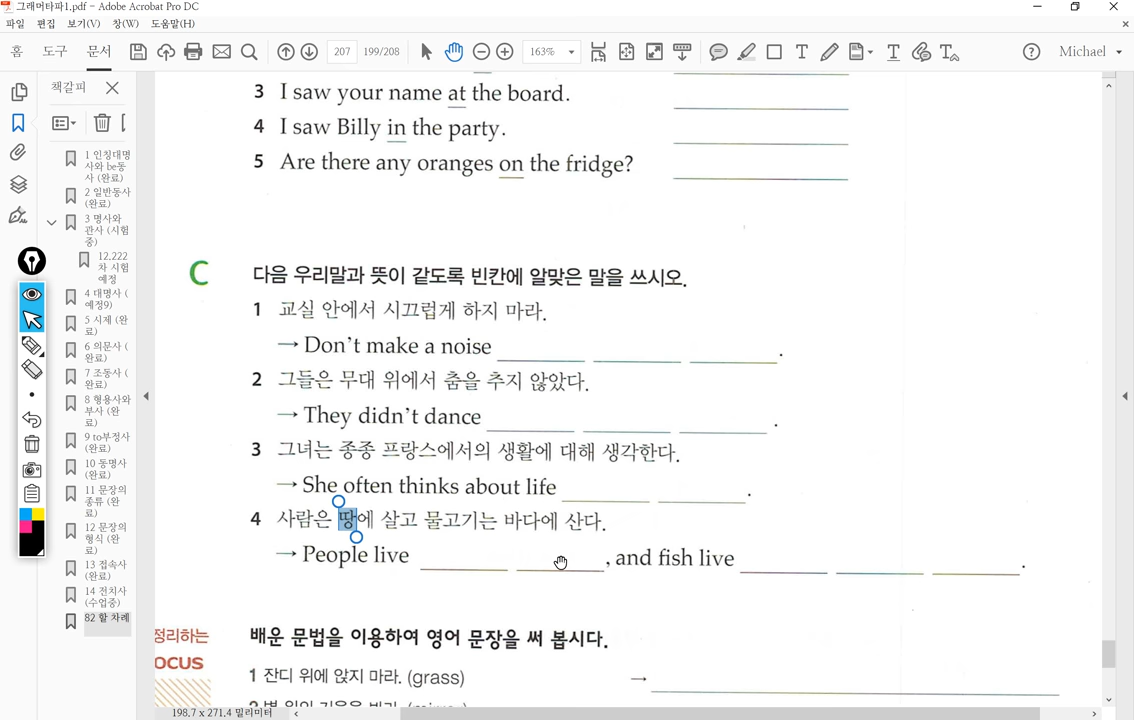 그래머타파1.pdf - Adobe Acrobat Pro DC
파일 편집 보기(V) 창(W) 도움말(H)
홈 도구 문서 207 199/208 163% Michael
책갈피
1 인칭대명
사와 be동
사 (완료)
2 일반동사
(완료)
3 명사와
관사 (시험
중)
12.222
차 시험
예정
4 대명사 (
예정9)
5 시제 (완
료)
6 의문사 (
완료)
7 조동사 (
완료)
8 형용사와
부사 (완
료)
9 to부정사
(완료)
10 동명사
(완료)
11 문장의
종류 (완
료)
12 문장의
형식 (완
료)
13 접속사
(완료)
14 전치사
(수업중)
82 할 차례
3 I saw your name at the board.
4 I saw Billy in the party.
5 Are there any oranges on the fridge?
C 다음 우리말과 뜻이 같도록 빈칸에 알맞은 말을 쓰시오.
1 교실 안에서 시끄럽게 하지 마라.
→ Don't make a noise .
2 그들은 무대 위에서 춤을 추지 않았다.
→ They didn't dance .
3 그녀는 종종 프랑스에서의 생활에 대해 생각한다.
→ She often thinks about life .
4 사람은 땅에 살고 물고기는 바다에 산다.
→ People live , and fish live .
정리하는
OCUS
배운 문법을 이용하여 영어 문장을 써 봅시다.
1 잔디 위에 앉지 마라. (grass) →
198.7 x 271.4 밀리미터